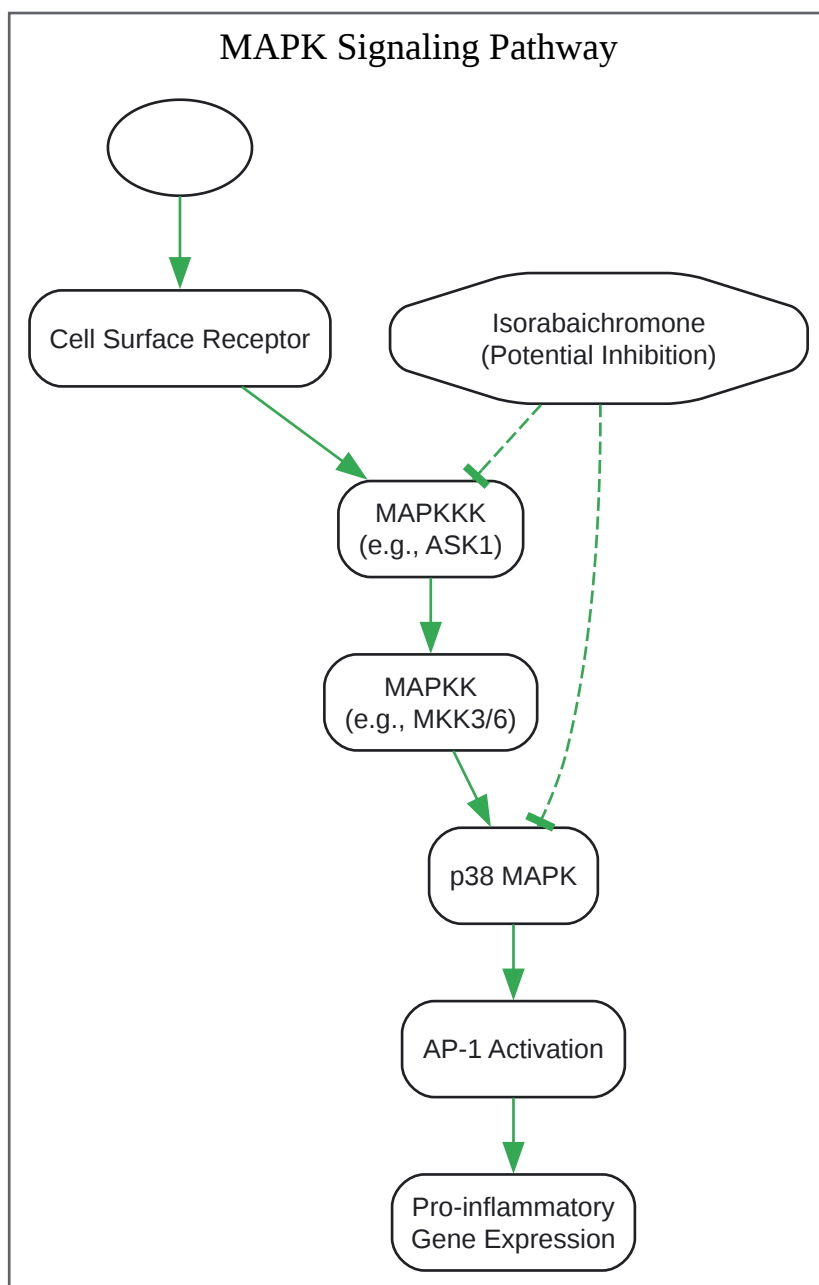 MAPK Signaling Pathway
Cell Surface Receptor
Isorabaichromone
(Potential Inhibition)
MAPKKK
(e.g., ASK1)
MAPKK
(e.g., MKK3/6)
p38 MAPK
AP-1 Activation
Pro-inflammatory
Gene Expression